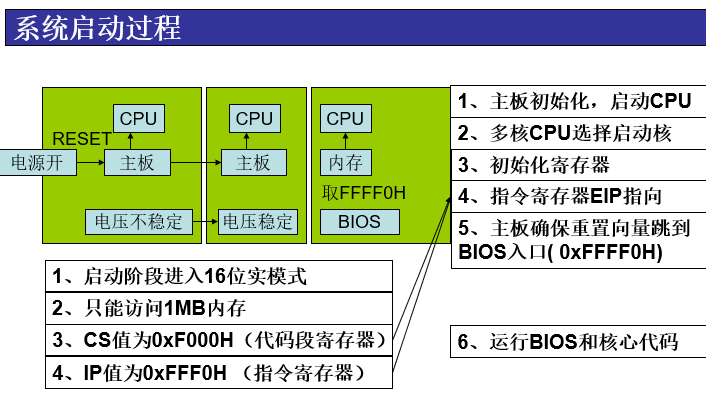 系统启动过程
CPU
CPU
CPU
RESET
电源开
主板
主板
内存
取FFFF0H
电压不稳定
电压稳定
BIOS
1、主板初始化，启动CPU
2、多核CPU选择启动核
3、初始化寄存器
4、指令寄存器EIP指向
5、主板确保重置向量跳到
BIOS入口( 0xFFFF0H)
1、启动阶段进入16位实模式
2、只能访问1MB内存
3、CS值为0xF000H（代码段寄存器）
4、IP值为0xFFF0H （指令寄存器）
6、运行BIOS和核心代码